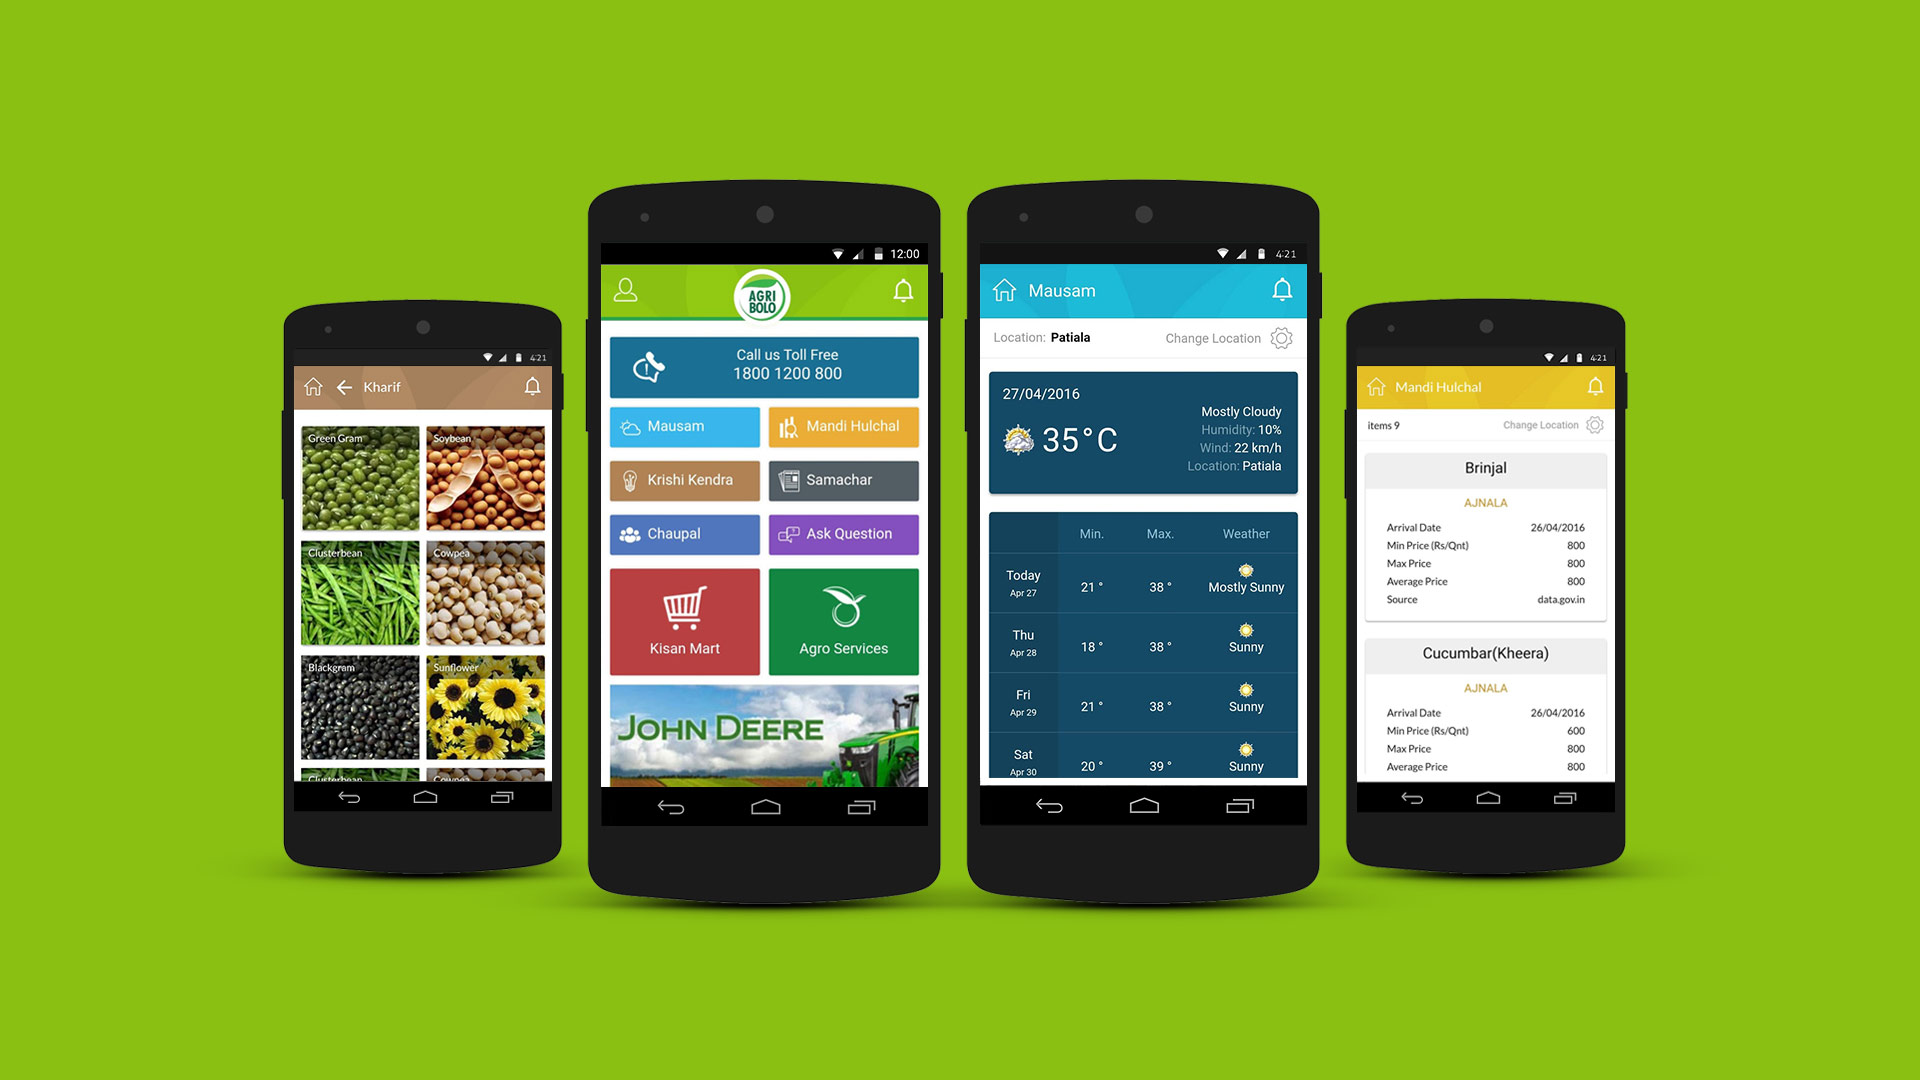 4:21
Kharif
Green Gram
Soybean
Clusterbean
Cowpea
Blackgram
Sunflower
Clusterbean
Cowpea
12:00
AGRI
BOLO
Call us Toll Free
1800 1200 800
Mausam
Mandi Hulchal
Krishi Kendra
Samachar
Chaupal
Ask Question
Kisan Mart
Agro Services
JOHN DEERE
4:21
Mausam
Location: Patiala
Change Location
27/04/2016
35°C
Mostly Cloudy
Humidity: 10%
Wind: 22 km/h
Location: Patiala
Min. Max. Weather
Today
Apr 27
21 ° 38 ° Mostly Sunny
Thu
Apr 28
18 ° 38 ° Sunny
Fri
Apr 29
21 ° 38 ° Sunny
Sat
Apr 30
20 ° 39 ° Sunny
4:21
Mandi Hulchal
items 9
Change Location
Brinjal
AJNALA
Arrival Date 26/04/2016
Min Price (Rs/Qnt) 800
Max Price 800
Average Price 800
Source data.gov.in
Cucumbar(Kheera)
AJNALA
Arrival Date 26/04/2016
Min Price (Rs/Qnt) 600
Max Price 800
Average Price 800